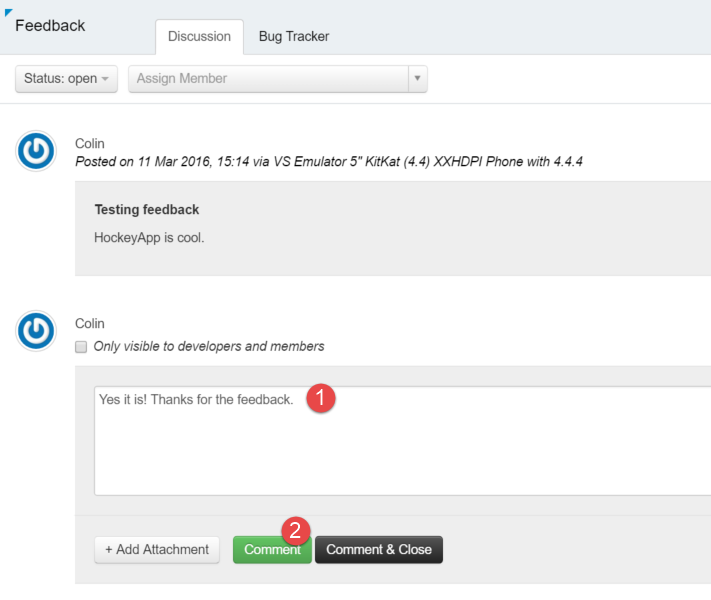 Feedback
Discussion
Bug Tracker
Status: open
Assign Member
Colin
Posted on 11 Mar 2016, 15:14 via VS Emulator 5" KitKat (4.4) XXHDPI Phone with 4.4.4
Testing feedback
HockeyApp is cool.
Colin
Only visible to developers and members
Yes it is! Thanks for the feedback.
1
2
+ Add Attachment
Comment
Comment & Close